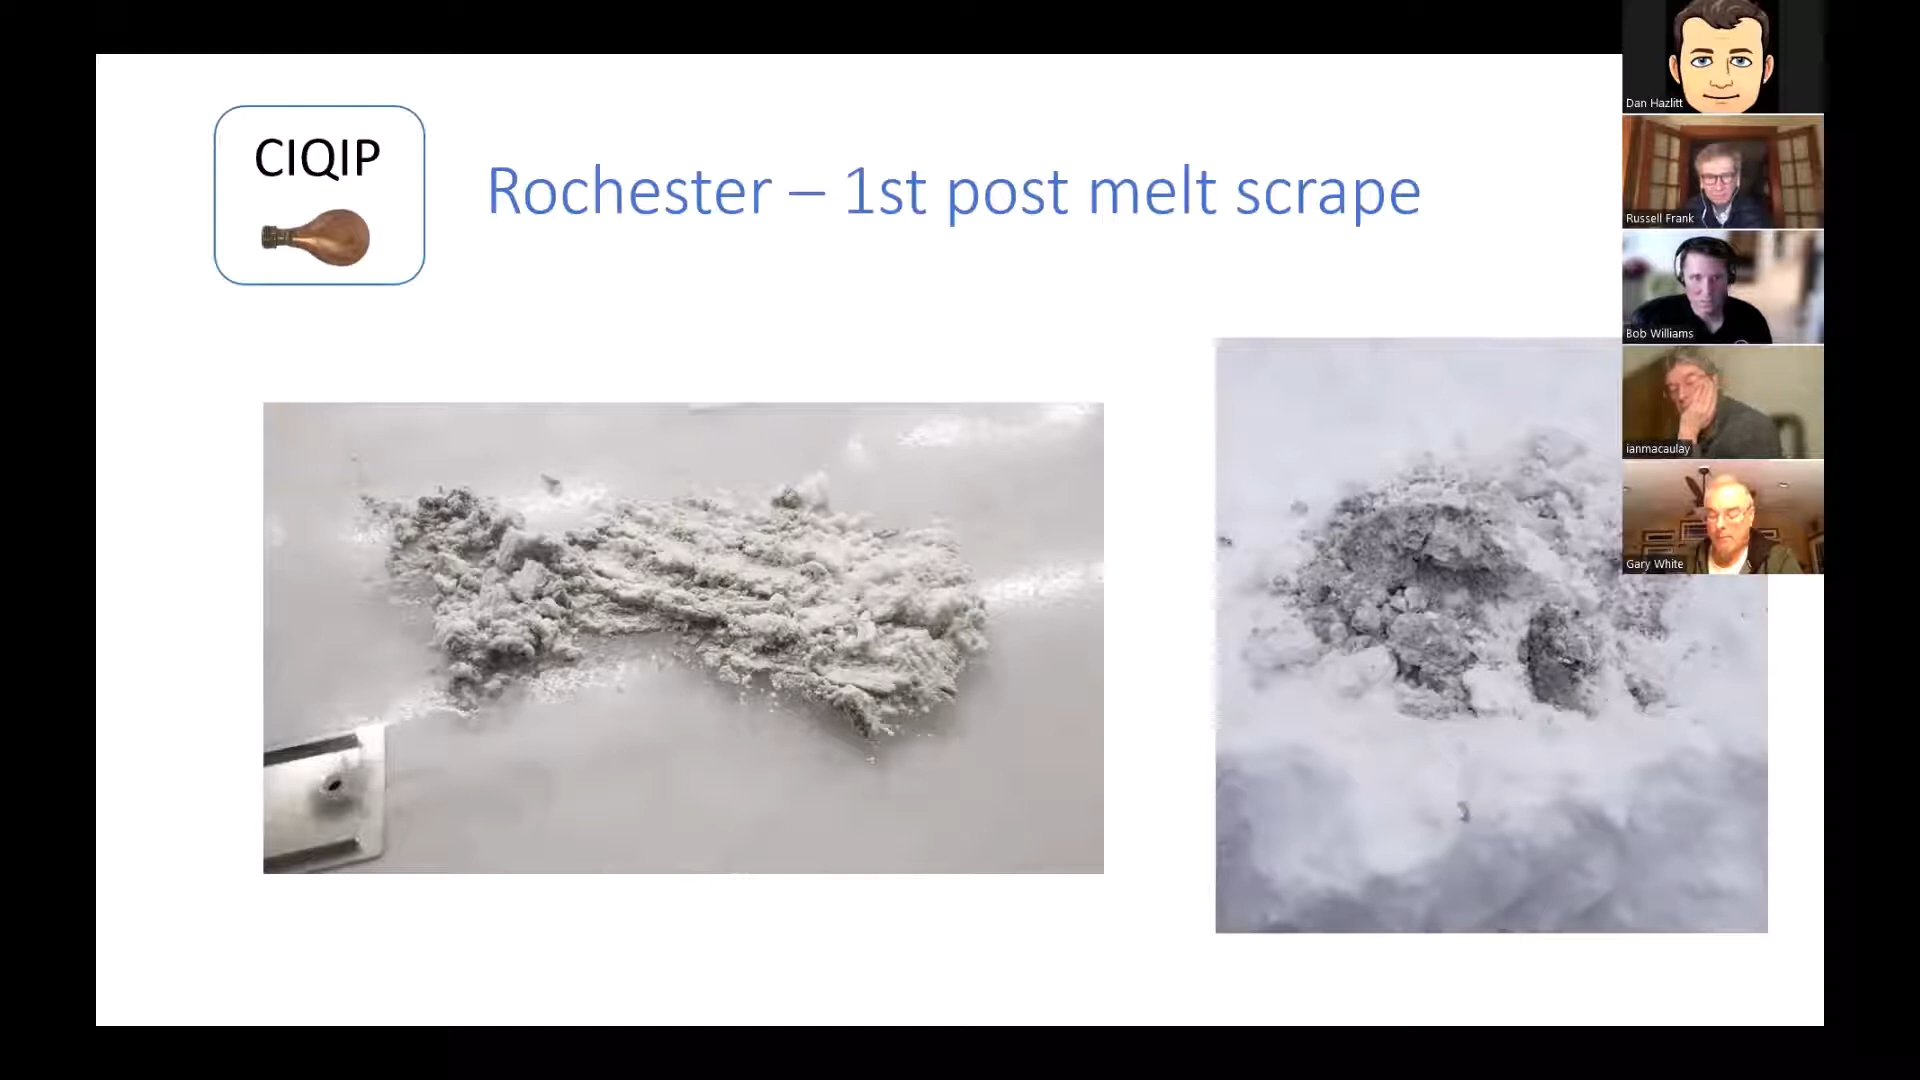 CIQIP
Rochester – 1st post melt scrape
Dan Hazlitt
Russell Frank
Bob Williams
ianmacaulay
Gary White